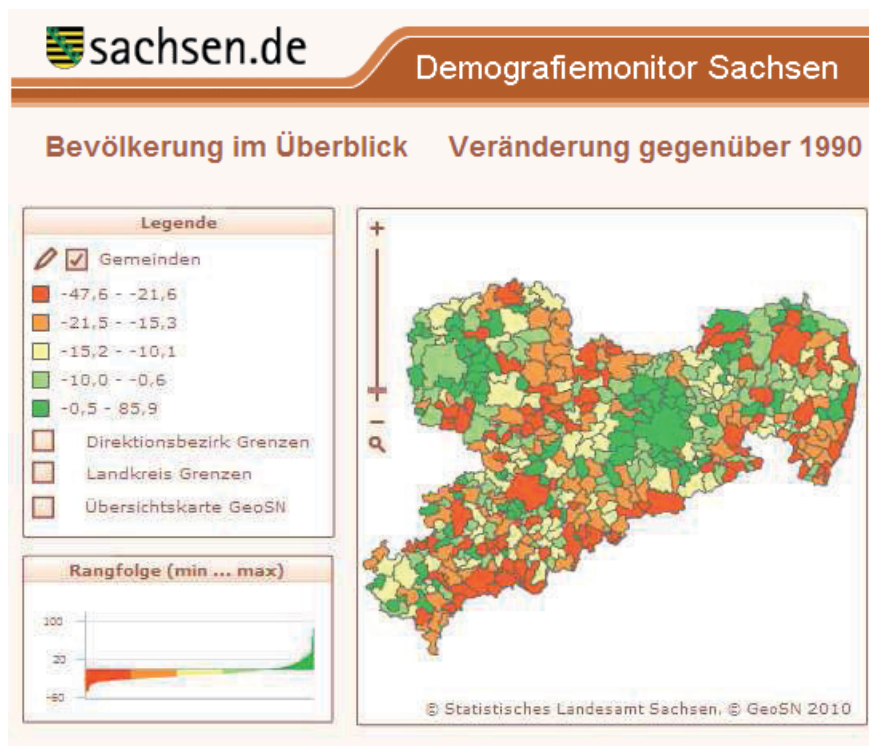 sachsen.de
Demografiemonitor Sachsen
Bevölkerung im Überblick Veränderung gegenüber 1990
Legende
Gemeinden
-47,6 - -21,6
-21,5 - -15,3
-15,2 - -10,1
-10,0 - -0,6
-0,5 - 85,9
Direktionsbezirk Grenzen
Landkreis Grenzen
Übersichtskarte GeoSN
Rangfolge (min ... max)
100
20
-60
+
−
© Statistisches Landesamt Sachsen, © GeoSN 2010